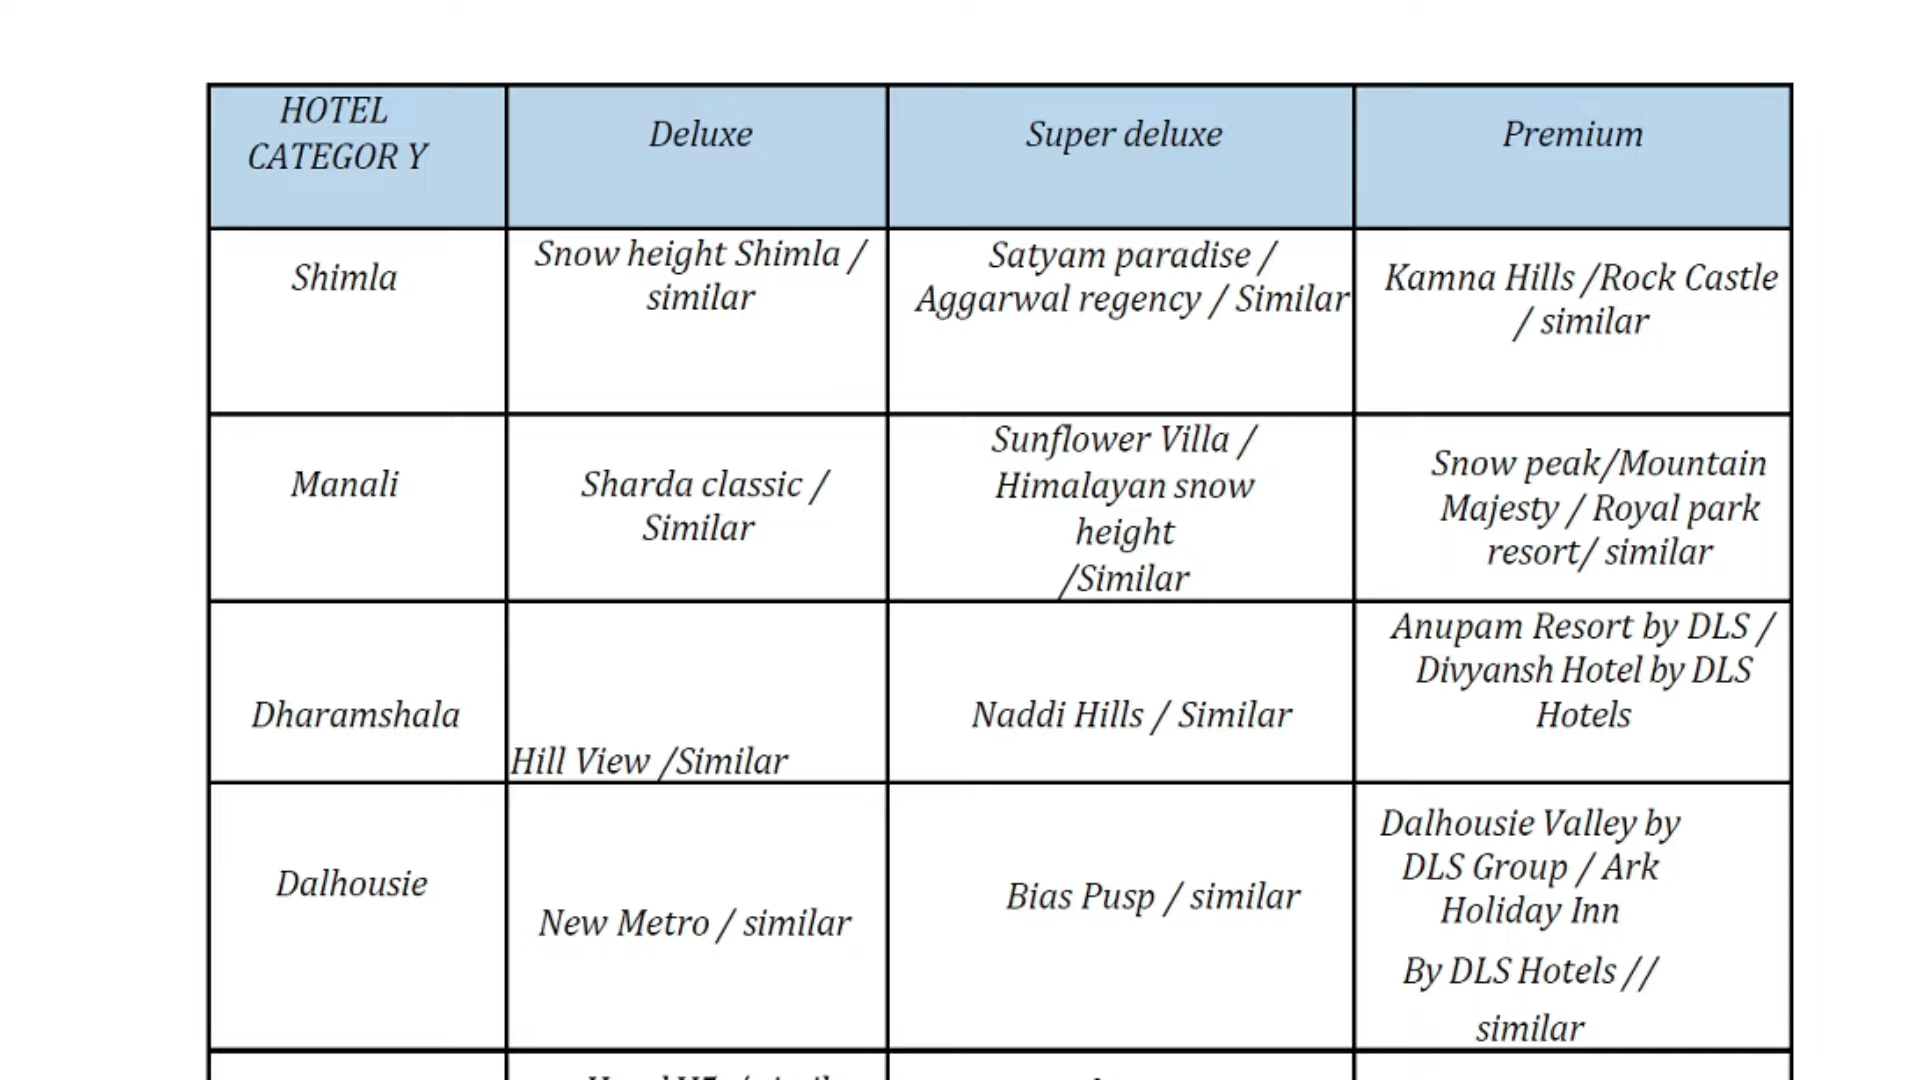 HOTEL
CATEGOR Y
Deluxe
Super deluxe
Premium
Shimla
Snow height Shimla /
similar
Satyam paradise /
Aggarwal regency / Similar
Kamna Hills /Rock Castle
/ similar
Manali
Sharda classic /
Similar
Sunflower Villa /
Himalayan snow
height
/Similar
Snow peak/Mountain
Majesty / Royal park
resort/ similar
Dharamshala
Hill View /Similar
Naddi Hills / Similar
Anupam Resort by DLS /
Divyansh Hotel by DLS
Hotels
Dalhousie
New Metro / similar
Bias Pusp / similar
Dalhousie Valley by
DLS Group / Ark
Holiday Inn
By DLS Hotels //
similar